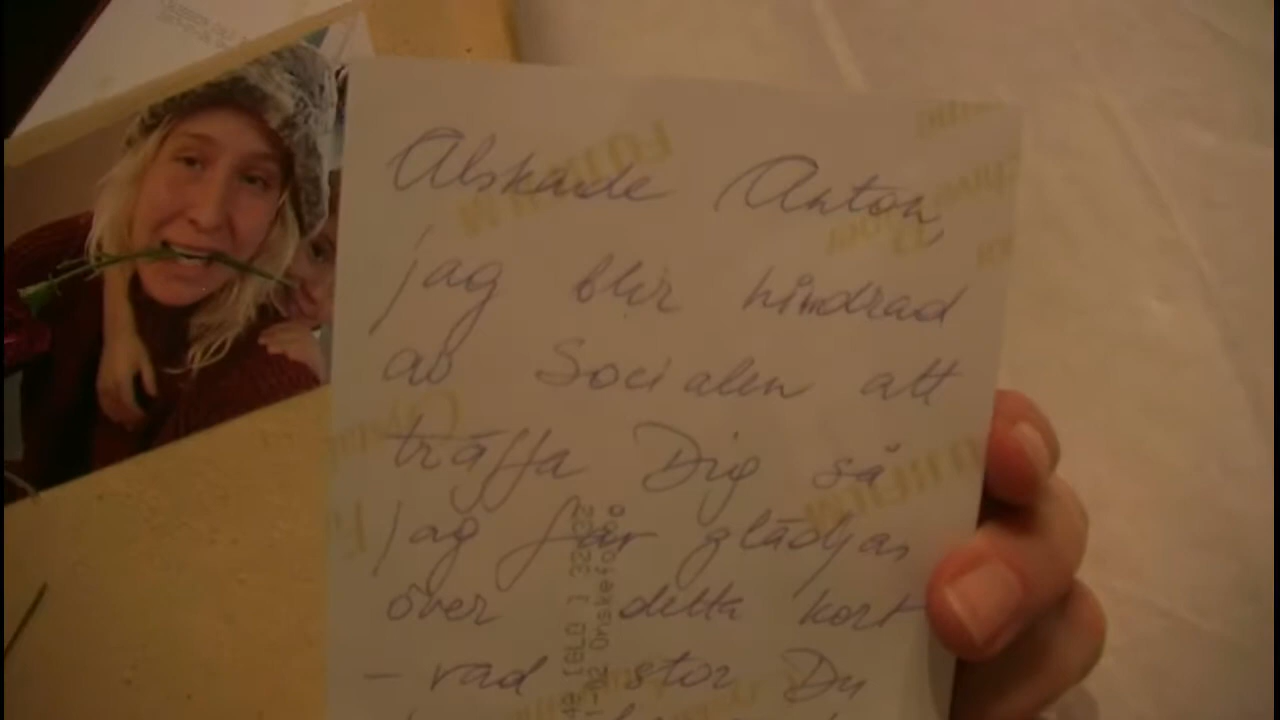 Älskade Anton,
jag blir hindrad
av Socialen att
träffa Dig så
jag får glädjas
över detta kort
- vad stor Du